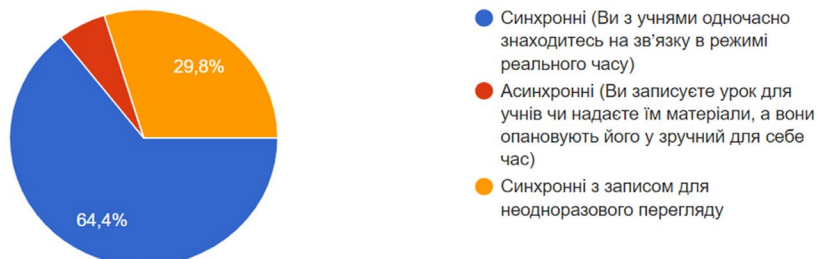 29,8%
64,4%
Синхронні (Ви з учнями одночасно
знаходитесь на зв’язку в режимі
реального часу)
Асинхронні (Ви записуєте урок для
учнів чи надаєте їм матеріали, а вони
опановують його у зручний для себе
час)
Синхронні з записом для
неодноразового перегляду